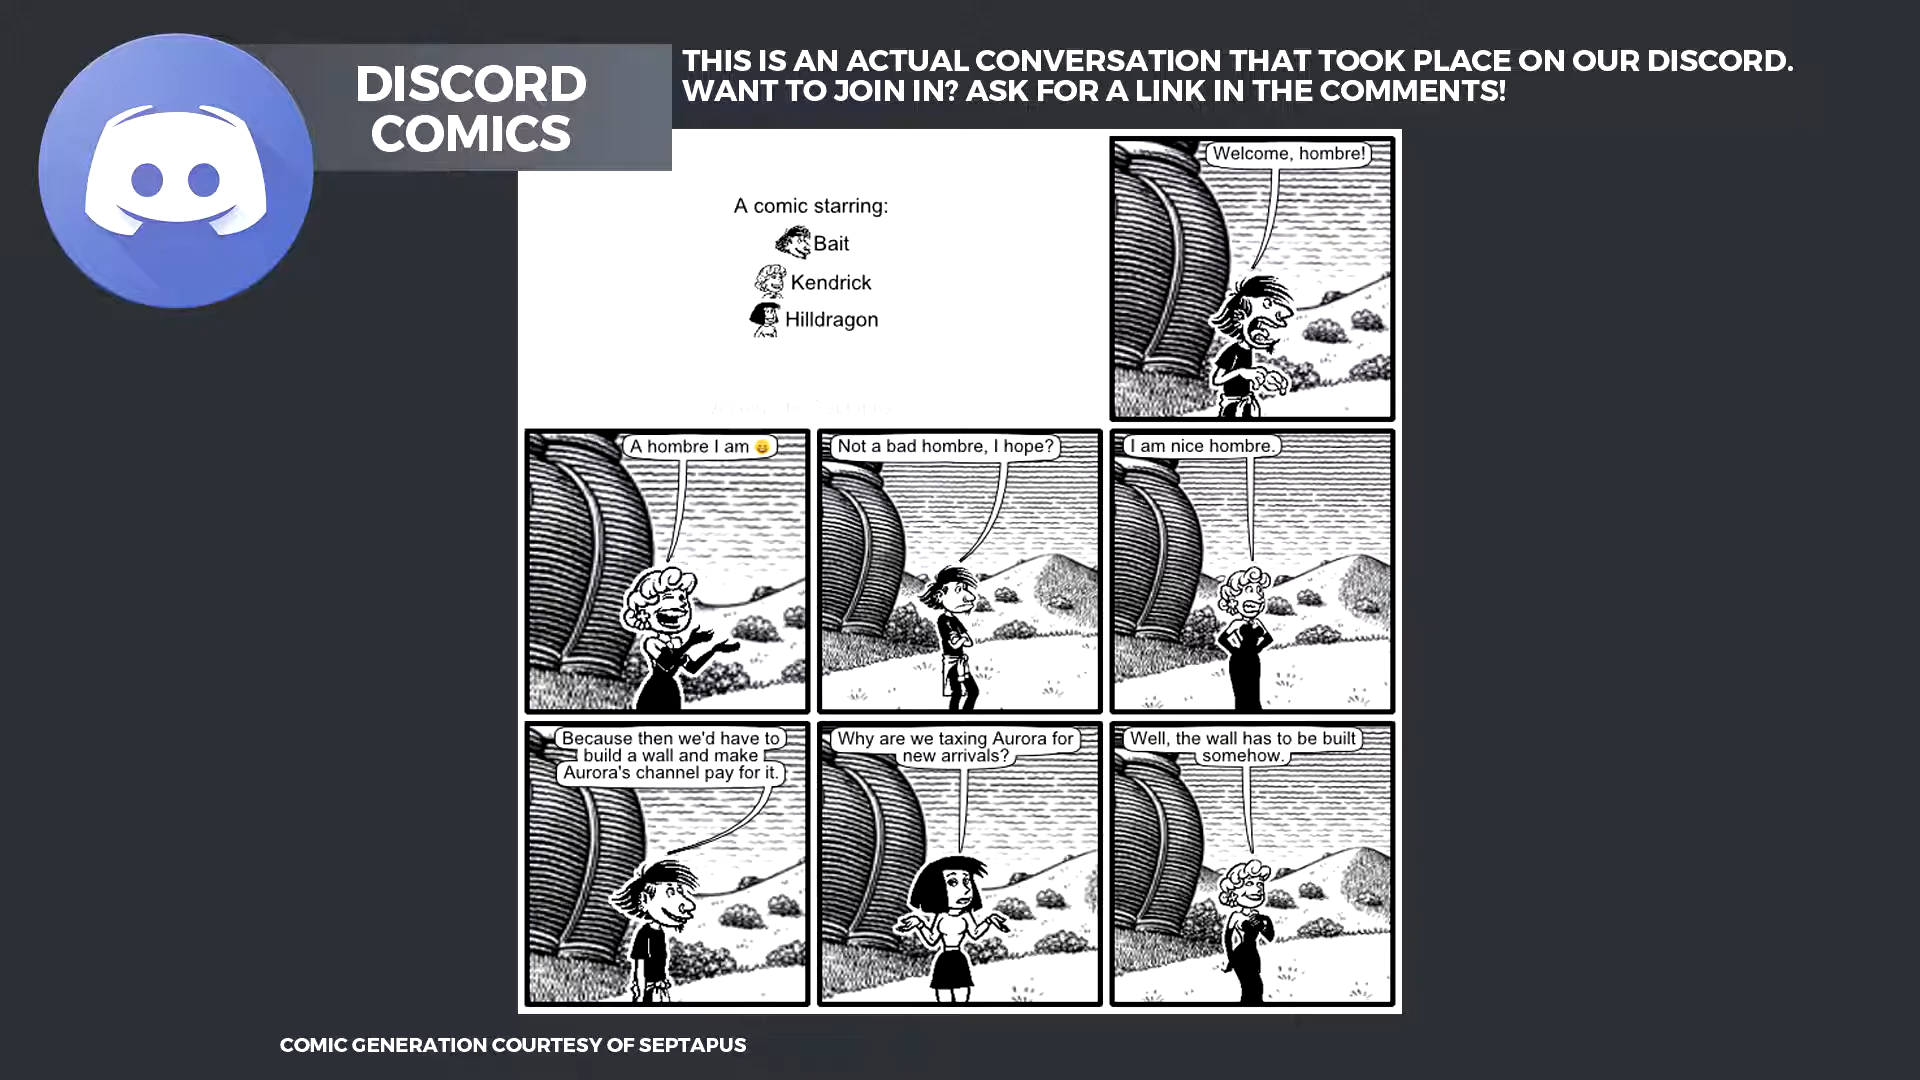 DISCORD
COMICS
THIS IS AN ACTUAL CONVERSATION THAT TOOK PLACE ON OUR DISCORD.
WANT TO JOIN IN? ASK FOR A LINK IN THE COMMENTS!
A comic starring:
Bait
Kendrick
Hilldragon
Welcome, hombre!
A hombre I am 😄
Not a bad hombre, I hope?
I am nice hombre.
Because then we'd have to
build a wall and make
Aurora's channel pay for it.
Why are we taxing Aurora for
new arrivals?
Well, the wall has to be built
somehow.
COMIC GENERATION COURTESY OF SEPTAPUS